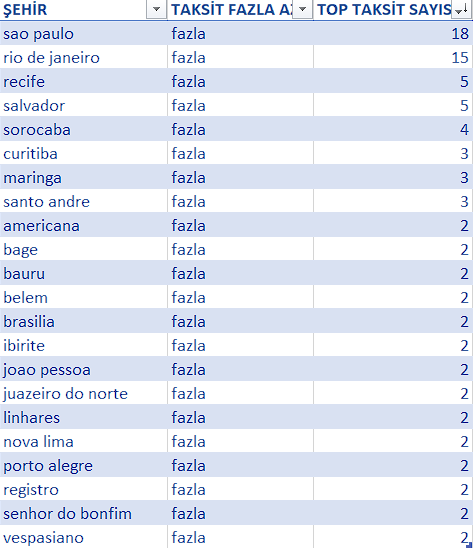 ŞEHİR TAKSİT FAZLA AZ TOP TAKSİT SAYIS
sao paulo fazla 18
rio de janeiro fazla 15
recife fazla 5
salvador fazla 5
sorocaba fazla 4
curitiba fazla 3
maringa fazla 3
santo andre fazla 3
americana fazla 2
bage fazla 2
bauru fazla 2
belem fazla 2
brasilia fazla 2
ibirite fazla 2
joao pessoa fazla 2
juazeiro do norte fazla 2
linhares fazla 2
nova lima fazla 2
porto alegre fazla 2
registro fazla 2
senhor do bonfim fazla 2
vespasiano fazla 2